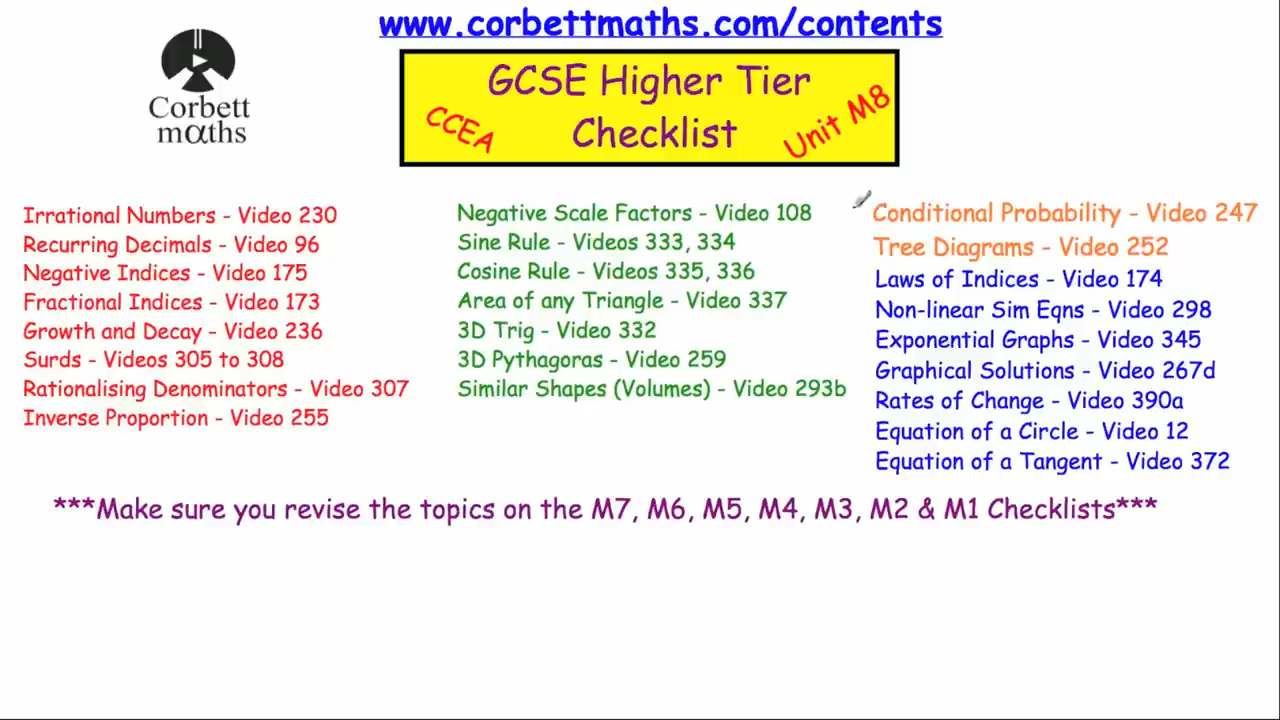 www.corbettmaths.com/contents
Corbett
mαths
GCSE Higher Tier
Checklist
CCEA
Unit M8
Irrational Numbers - Video 230
Recurring Decimals - Video 96
Negative Indices - Video 175
Fractional Indices - Video 173
Growth and Decay - Video 236
Surds - Videos 305 to 308
Rationalising Denominators - Video 307
Inverse Proportion - Video 255
Negative Scale Factors - Video 108
Sine Rule - Videos 333, 334
Cosine Rule - Videos 335, 336
Area of any Triangle - Video 337
3D Trig - Video 332
3D Pythagoras - Video 259
Similar Shapes (Volumes) - Video 293b
Conditional Probability - Video 247
Tree Diagrams - Video 252
Laws of Indices - Video 174
Non-linear Sim Eqns - Video 298
Exponential Graphs - Video 345
Graphical Solutions - Video 267d
Rates of Change - Video 390a
Equation of a Circle - Video 12
Equation of a Tangent - Video 372
***Make sure you revise the topics on the M7, M6, M5, M4, M3, M2 & M1 Checklists***